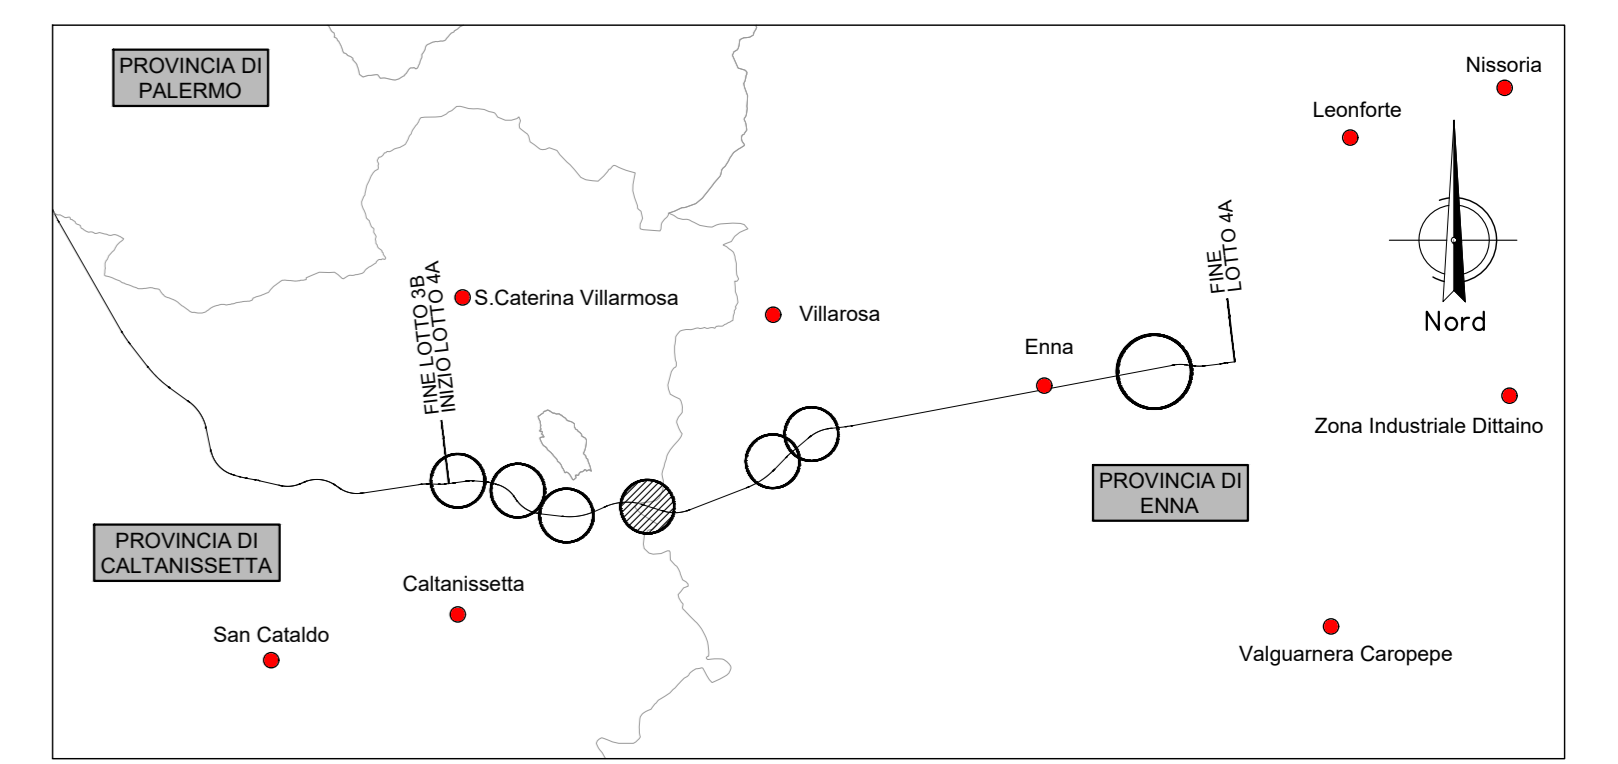 PROVINCIA DI
PALERMO
Nissoria
Leonforte
FINE
LOTTO 4A
FINE LOTTO 3B
INIZIO LOTTO 4A
S.Caterina Villarmosa
Villarosa
Nord
Enna
Zona Industriale Dittaino
PROVINCIA DI
ENNA
PROVINCIA DI
CALTANISSETTA
Caltanissetta
San Cataldo
Valguarnera Caropepe